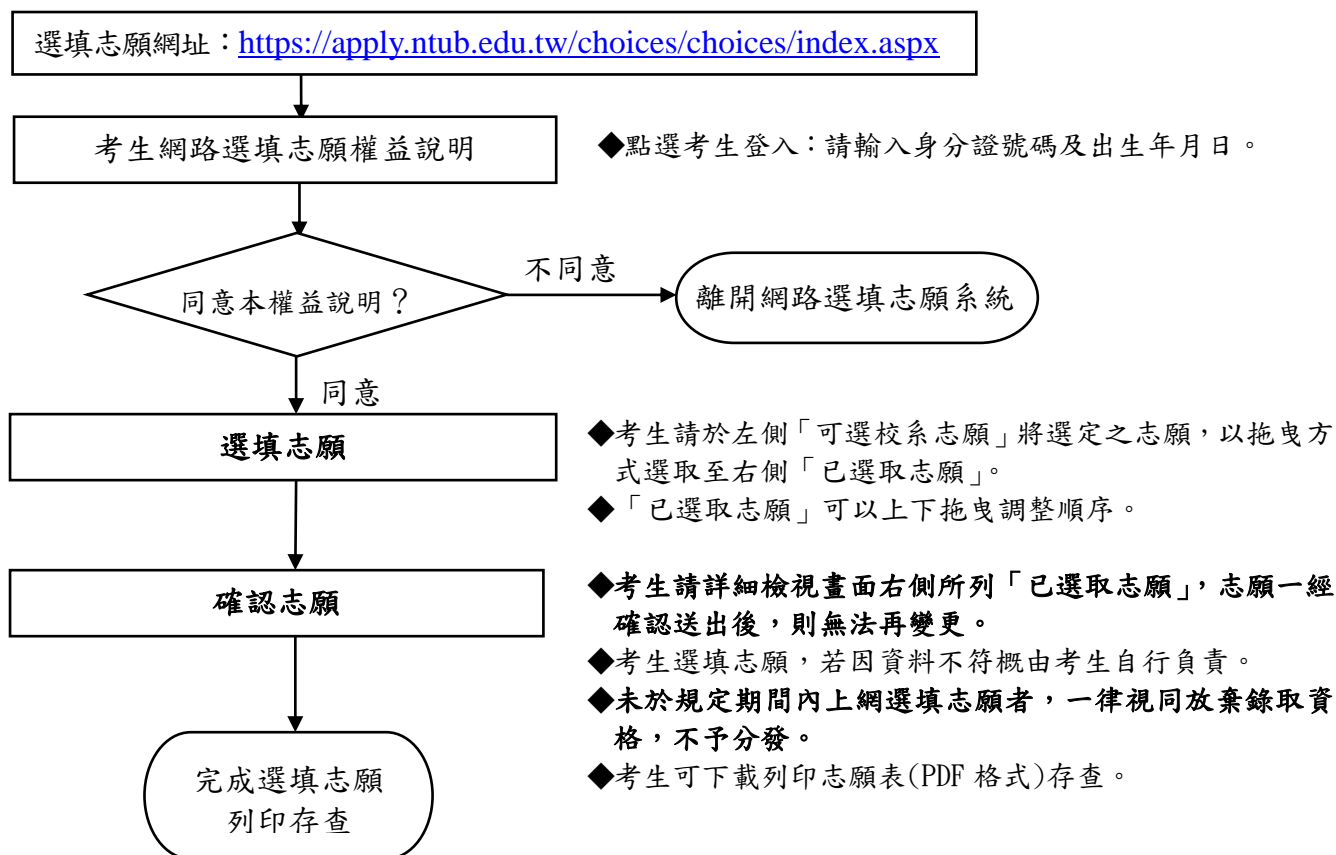 選填志願網址：https://apply.ntub.edu.tw/choices/choices/index.aspx
考生網路選填志願權益說明
◆點選考生登入：請輸入身分證號碼及出生年月日。
不同意
同意本權益說明？
離開網路選填志願系統
同意
選填志願
◆考生請於左側「可選校系志願」將選定之志願，以拖曳方
式選取至右側「已選取志願」。
◆「已選取志願」可以上下拖曳調整順序。
確認志願
◆考生請詳細檢視畫面右側所列「已選取志願」，志願一經
確認送出後，則無法再變更。
◆考生選填志願，若因資料不符概由考生自行負責。
◆未於規定期間內上網選填志願者，一律視同放棄錄取資
格，不予分發。
◆考生可下載列印志願表(PDF 格式)存查。
完成選填志願
列印存查